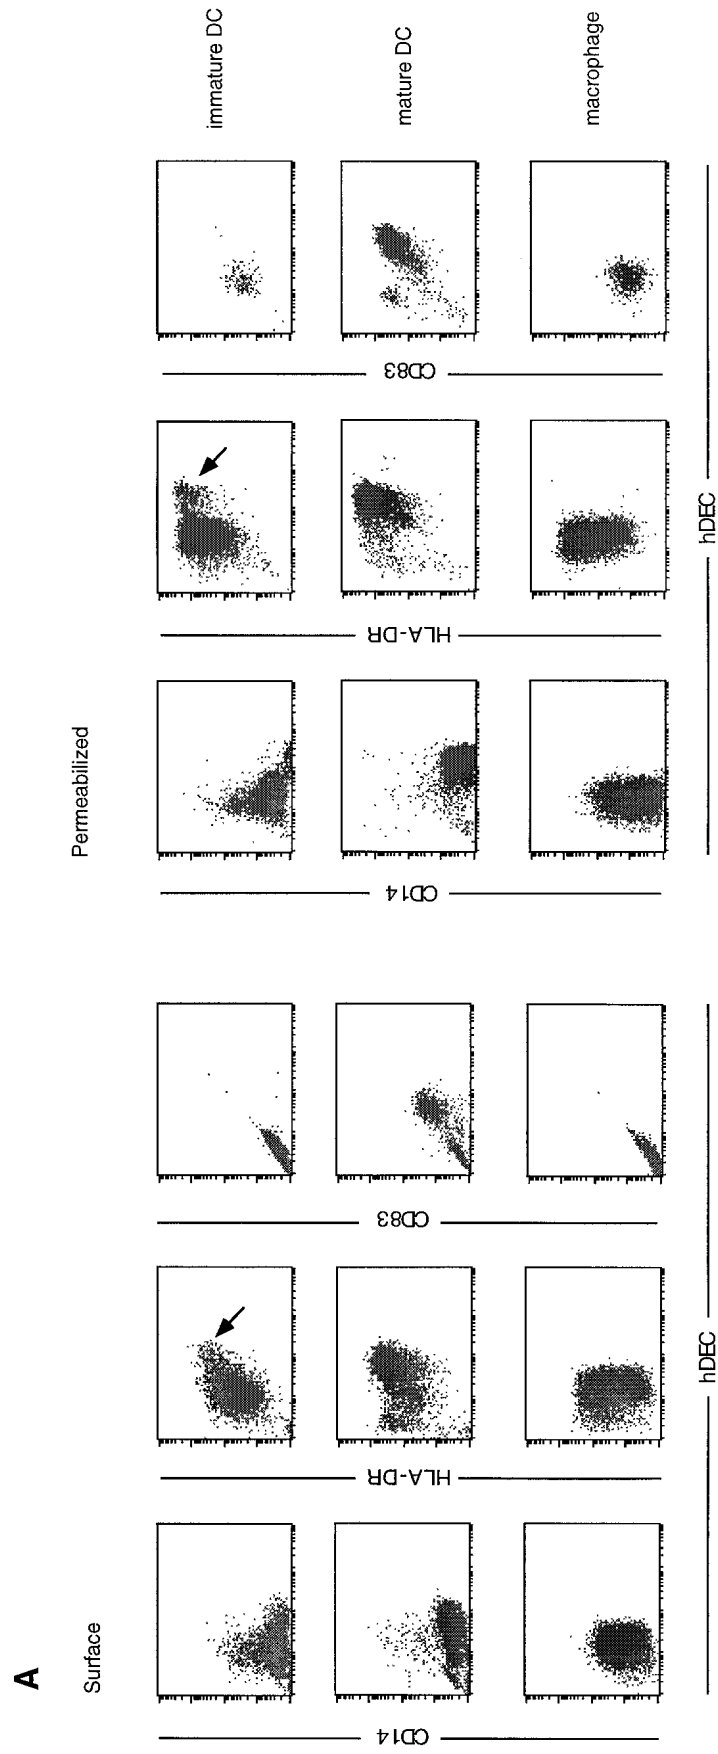 A
Surface
Permeabilized
immature DC
mature DC
macrophage
CD14
HLA-DR
CD83
CD14
HLA-DR
CD83
hDEC
hDEC